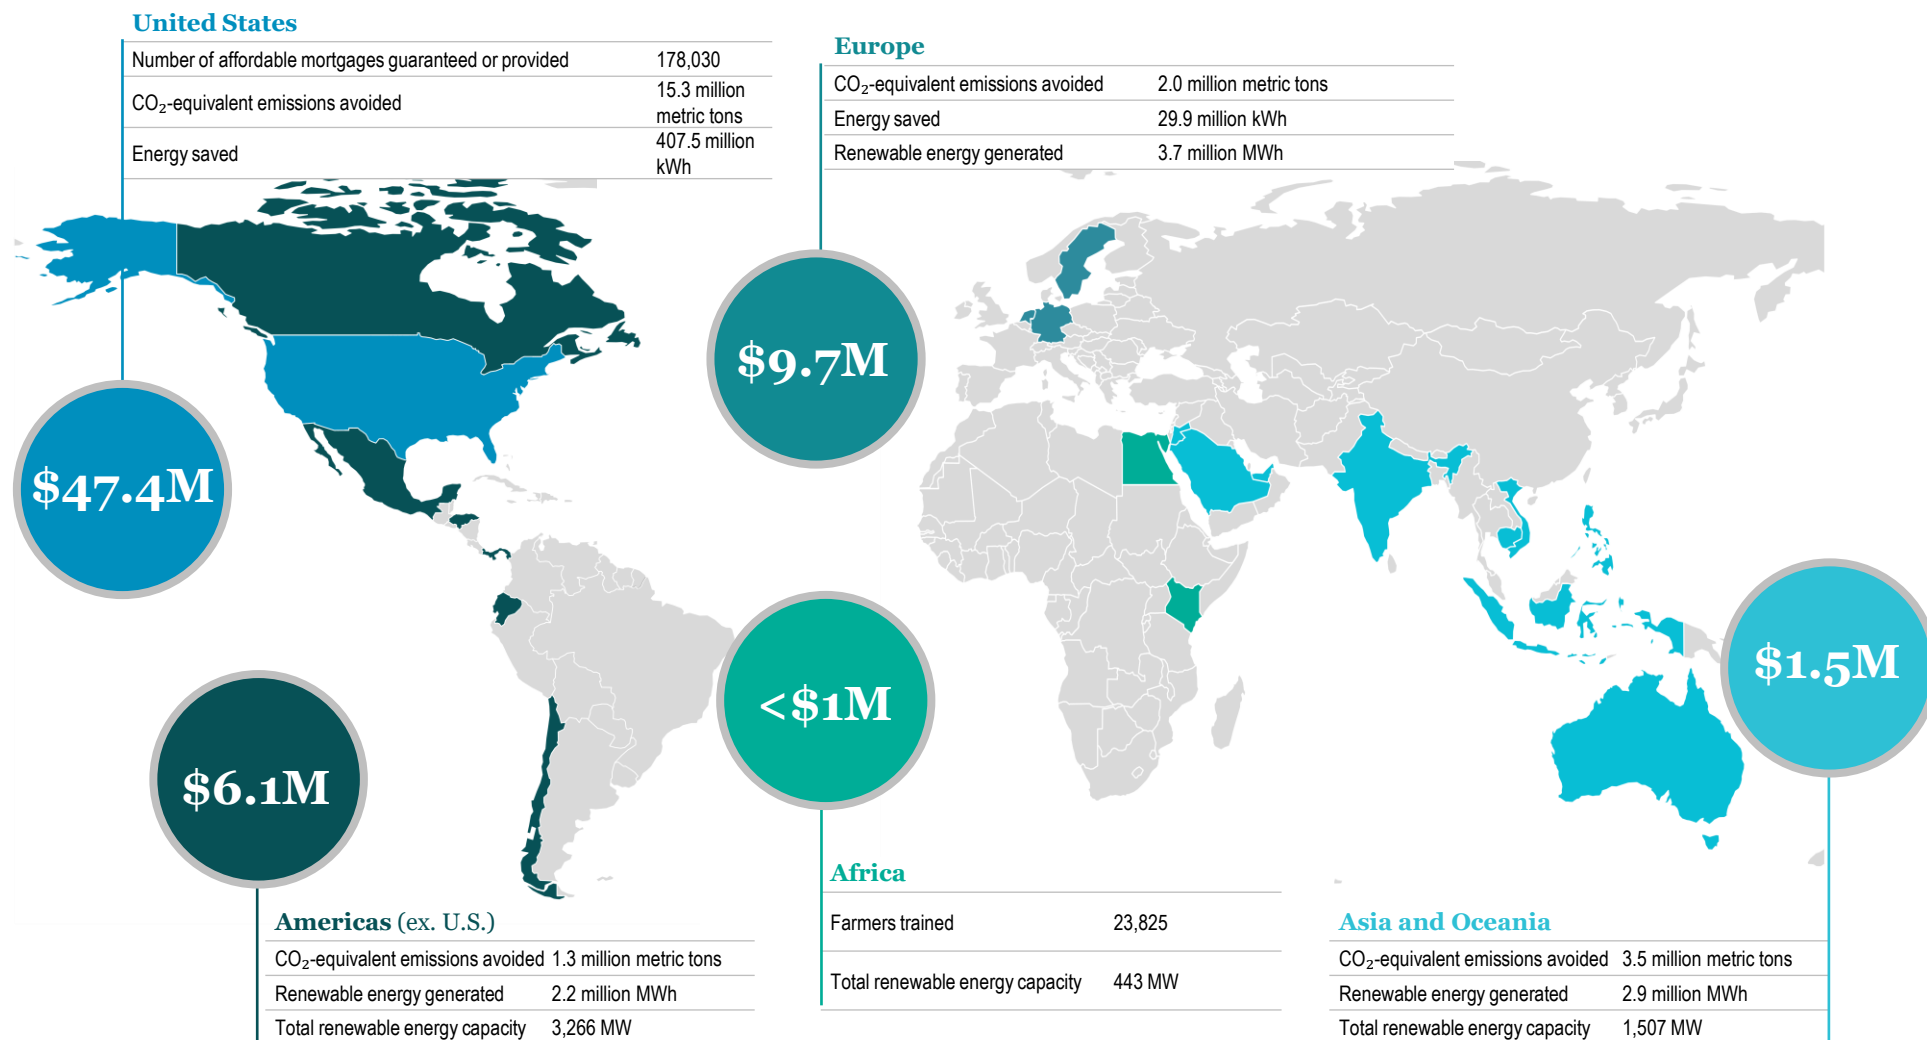 United States
Number of affordable mortgages guaranteed or provided 178,030
CO₂-equivalent emissions avoided 15.3 million
metric tons
Energy saved 407.5 million
kWh
Europe
CO₂-equivalent emissions avoided 2.0 million metric tons
Energy saved 29.9 million kWh
Renewable energy generated 3.7 million MWh
$9.7M
$47.4M
<$1M
$1.5M
$6.1M
Americas (ex. U.S.)
CO₂-equivalent emissions avoided 1.3 million metric tons
Renewable energy generated 2.2 million MWh
Total renewable energy capacity 3,266 MW
Africa
Farmers trained 23,825
Total renewable energy capacity 443 MW
Asia and Oceania
CO₂-equivalent emissions avoided 3.5 million metric tons
Renewable energy generated 2.9 million MWh
Total renewable energy capacity 1,507 MW